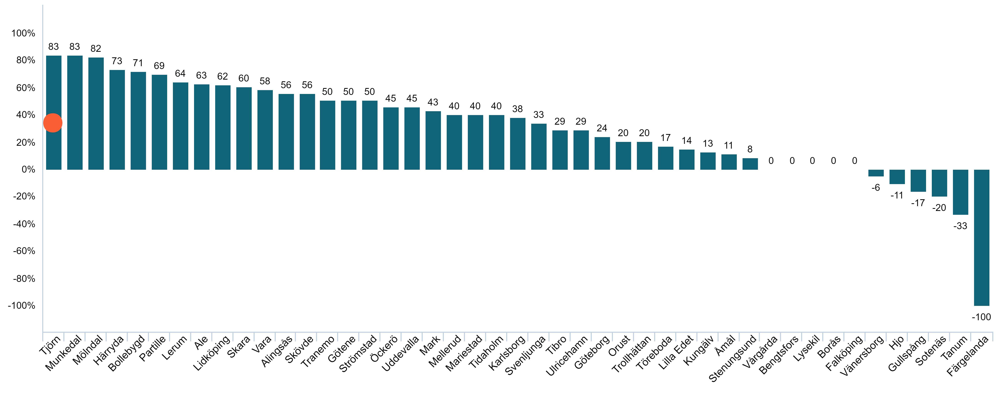 100%
80%
60%
40%
20%
0%
-20%
-40%
-60%
-80%
-100%
83 83 82 73 71 69 64 63 62 60 58 56 56 50 50 50 45 45 43 40 40 40 38 33 29 29 24 20 20 17 14 13 11 8 0 0 0 0 0 -6 -11 -17 -20 -33 -100
Tjörn
Munkedal
Mölndal
Härryda
Bollebygd
Partille
Lerum
Ale
Lidköping
Skara
Vara
Alingsås
Skövde
Tranemo
Götene
Strömstad
Öckerö
Uddevalla
Mark
Mellerud
Mariestad
Tidaholm
Karlsborg
Svenljunga
Tibro
Ulricehamn
Göteborg
Orust
Trollhättan
Töreboda
Lilla Edet
Kungälv
Åmål
Stenungsund
Vårgårda
Bengtsfors
Lysekil
Borås
Falköping
Vänersborg
Hjo
Gullspång
Sotenäs
Tanum
Färgelanda